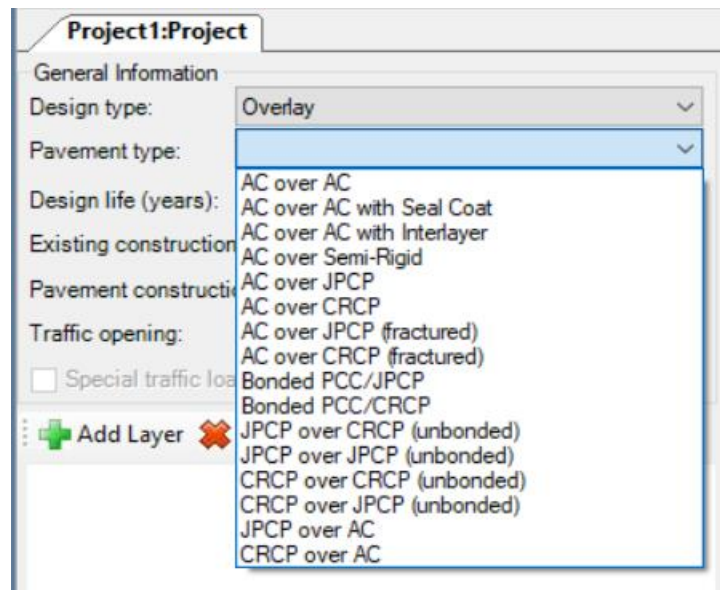 Project1:Project
General Information
Design type: Overlay
Pavement type:
AC over AC
Design life (years): AC over AC with Seal Coat
AC over AC with Interlayer
Existing construction
AC over Semi-Rigid
Pavement constructi AC over JPCP
AC over CRCP
Traffic opening: AC over JPCP (fractured)
AC over CRCP (fractured)
Special traffic loa Bonded PCC/JPCP
Bonded PCC/CRCP
Add Layer JPCP over CRCP (unbonded)
JPCP over JPCP (unbonded)
CRCP over CRCP (unbonded)
CRCP over JPCP (unbonded)
JPCP over AC
CRCP over AC